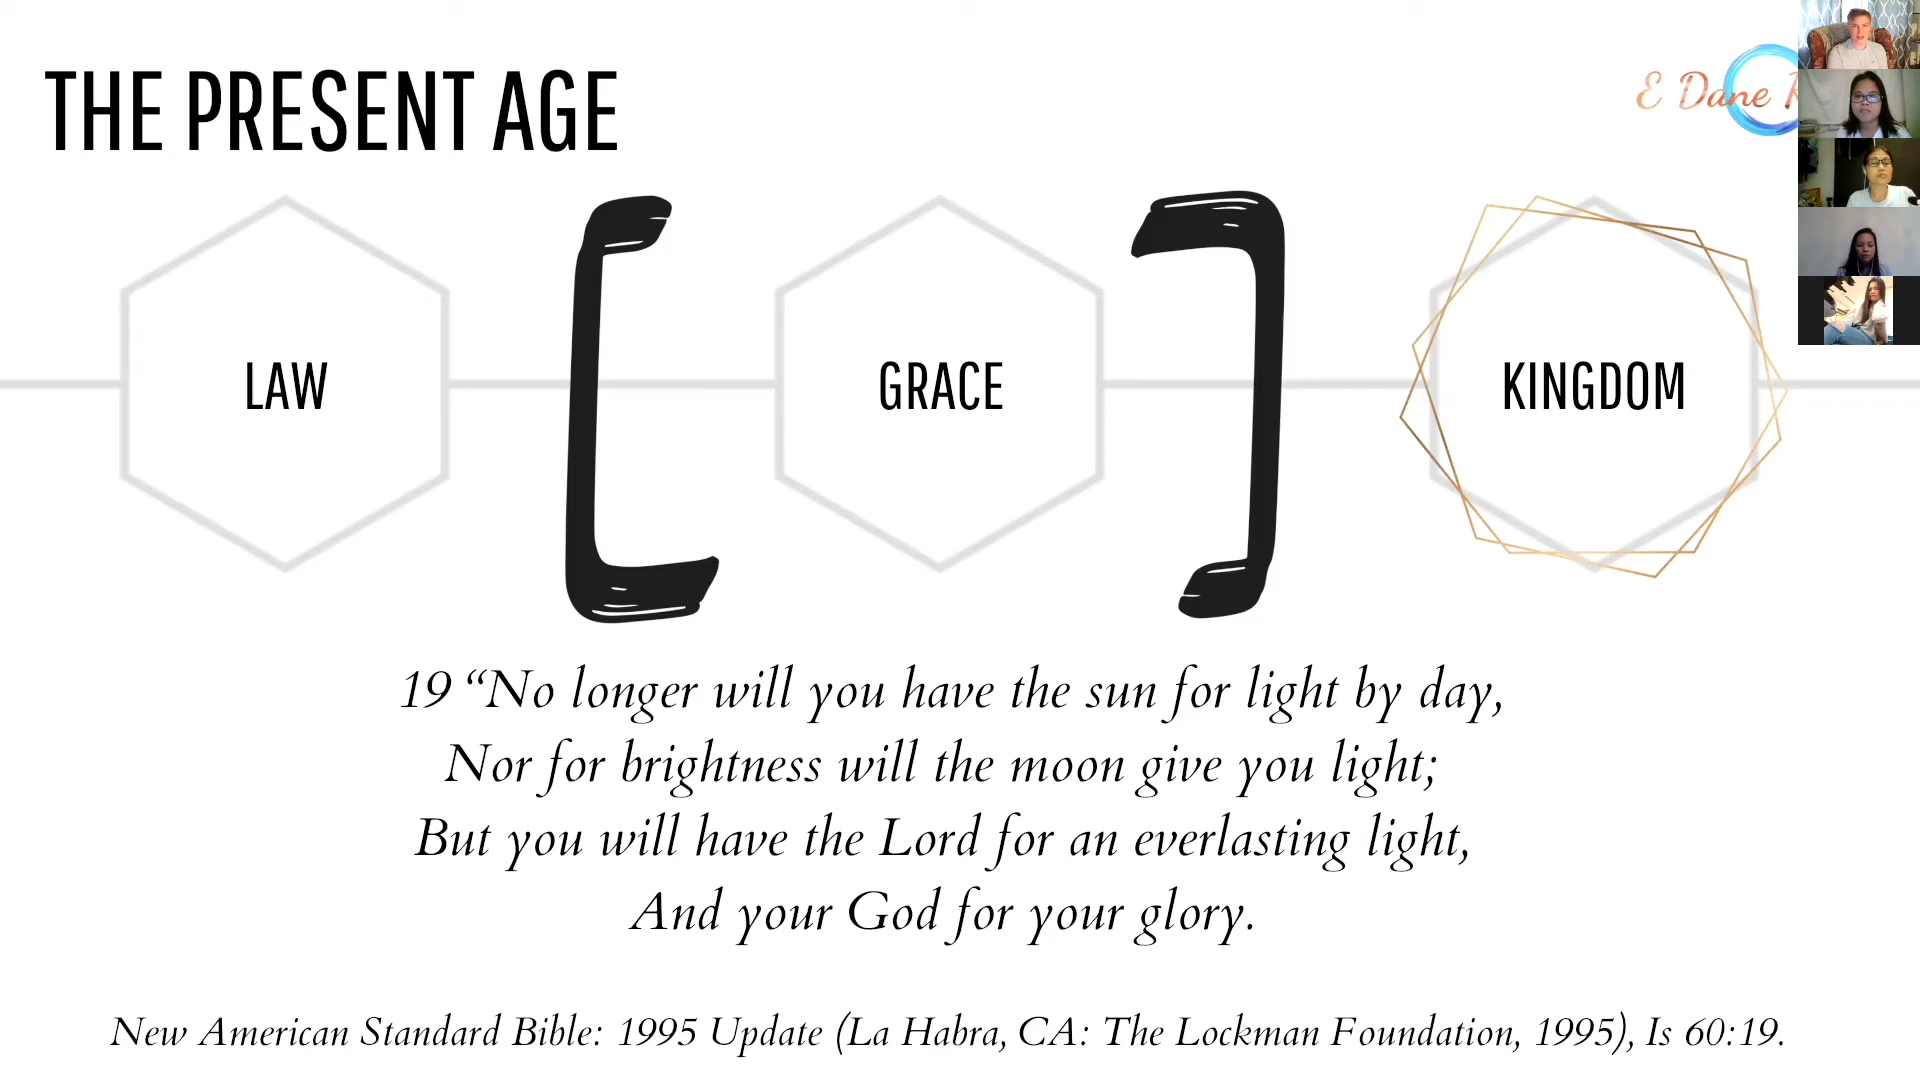 THE PRESENT AGE
E Dane
LAW
GRACE
KINGDOM
19 “No longer will you have the sun for light by day,
Nor for brightness will the moon give you light;
But you will have the Lord for an everlasting light,
And your God for your glory.
New American Standard Bible: 1995 Update (La Habra, CA: The Lockman Foundation, 1995), Is 60:19.